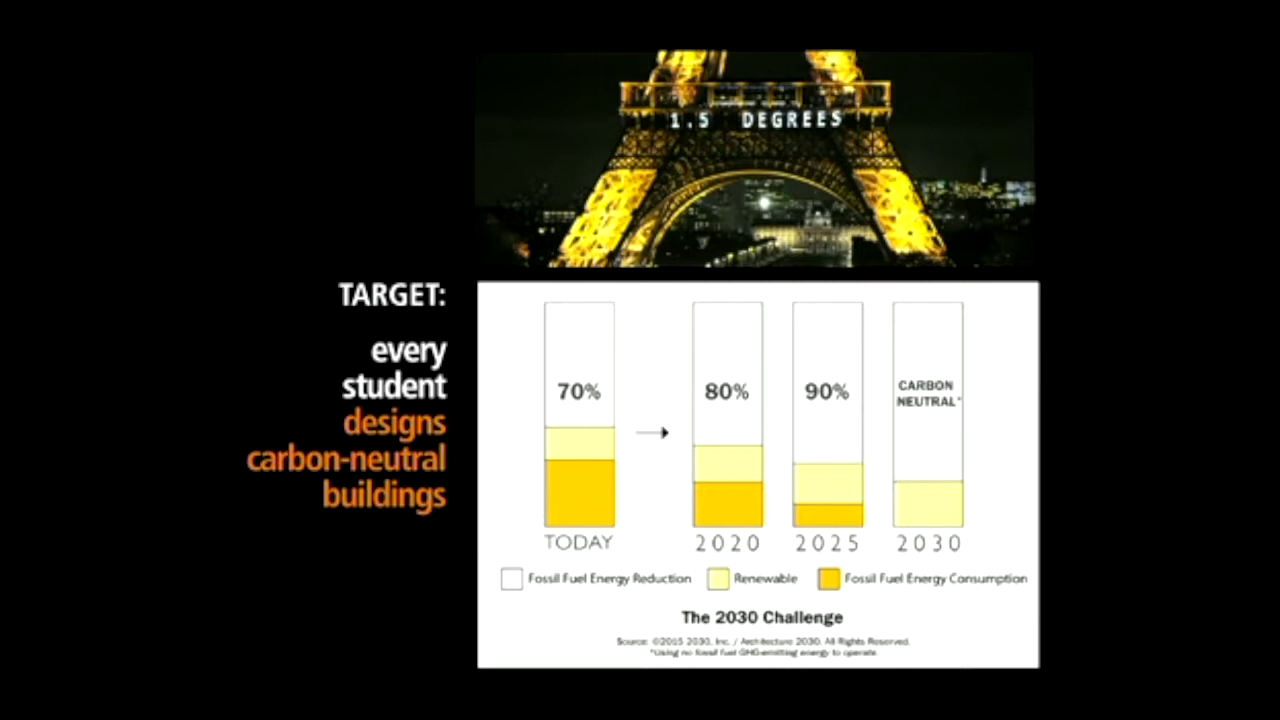 1.5 DEGREES
TARGET:
every
student
designs
carbon-neutral
buildings
70%
80%
90%
CARBON
NEUTRAL*
TODAY
2020
2025
2030
Fossil Fuel Energy Reduction
Renewable
Fossil Fuel Energy Consumption
The 2030 Challenge
Source: ©2015 2030, Inc. / Architecture 2030. All Rights Reserved.
*Using no fossil fuel GHG-emitting energy to operate.